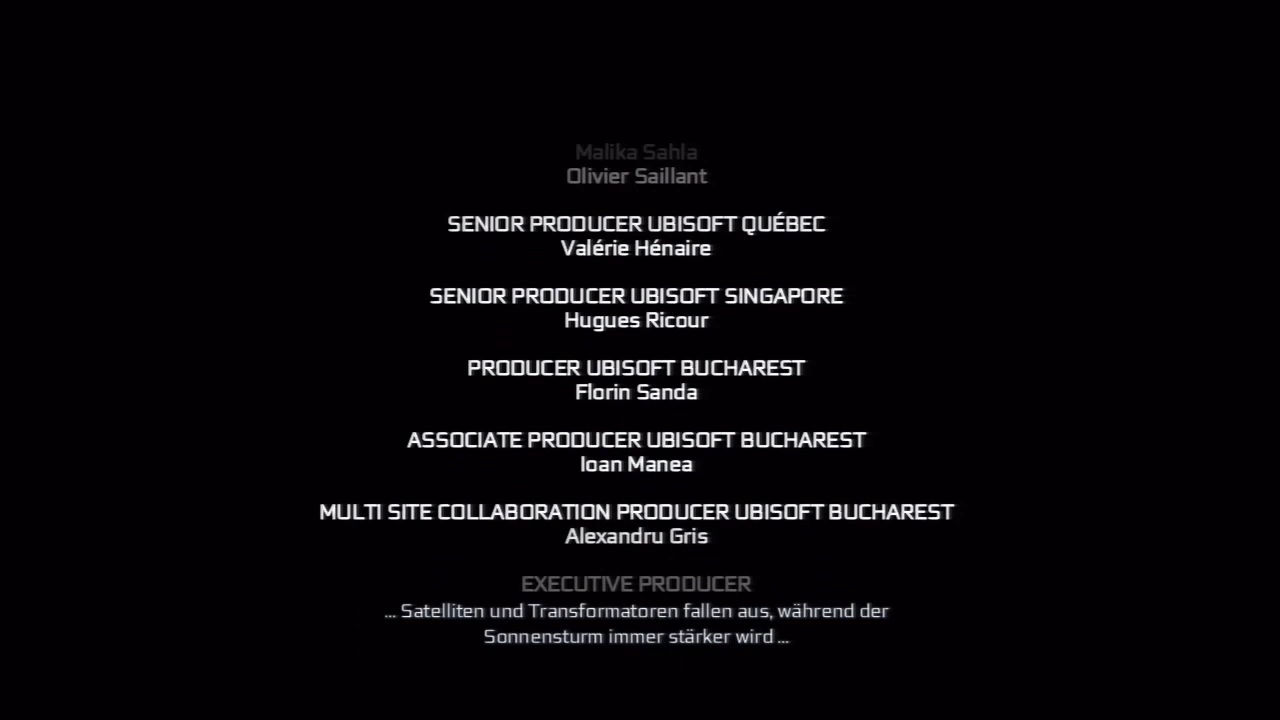 Malika Sahla
Olivier Saillant
SENIOR PRODUCER UBISOFT QUÉBEC
Valérie Hénaire
SENIOR PRODUCER UBISOFT SINGAPORE
Hugues Ricour
PRODUCER UBISOFT BUCHAREST
Florin Sanda
ASSOCIATE PRODUCER UBISOFT BUCHAREST
Ioan Manea
MULTI SITE COLLABORATION PRODUCER UBISOFT BUCHAREST
Alexandru Gris
EXECUTIVE PRODUCER
... Satelliten und Transformatoren fallen aus, während der
Sonnensturm immer stärker wird ...